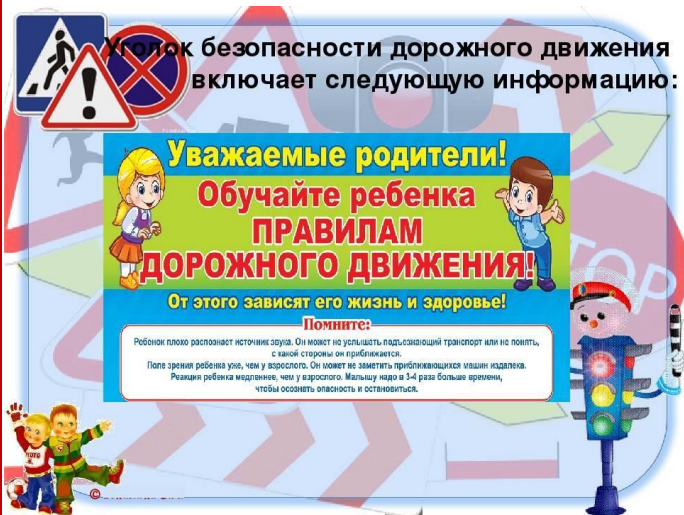 Уголок безопасности дорожного движения
включает следующую информацию:
Уважаемые родители!
Обучайте ребенка
ПРАВИЛАМ
ДОРОЖНОГО ДВИЖЕНИЯ!
От этого зависят его жизнь и здоровье!
Помните:
Ребенок плохо распознает источник звука. Он может не услышать подъезжающий транспорт или не понять,
с какой стороны он приближается.
Поле зрения ребенка уже, чем у взрослого. Он может не заметить приближающихся машин издалека.
Реакция ребенка медленнее, чем у взрослого. Малышу надо в 3-4 раза больше времени,
чтобы осознать опасность и остановиться.